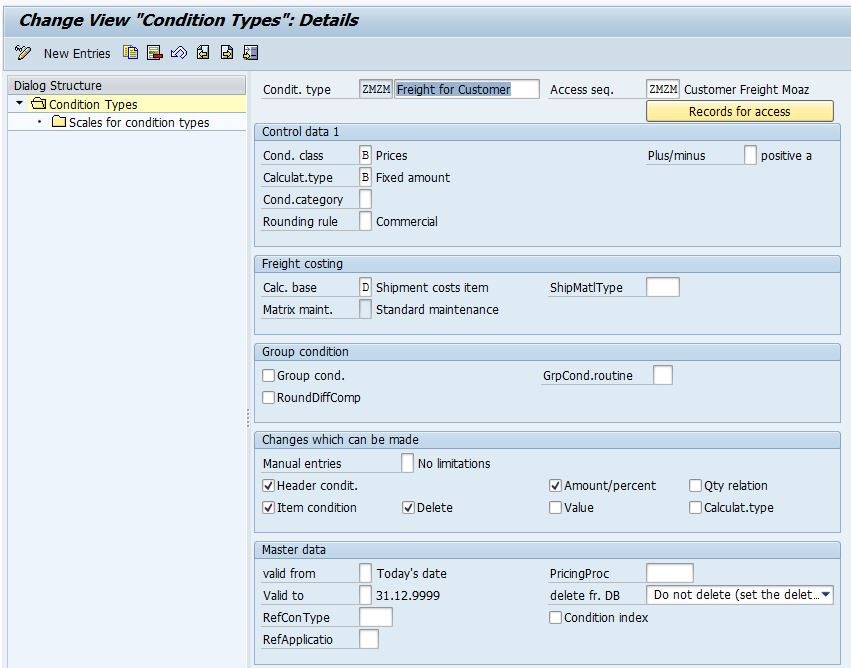 Change View "Condition Types": Details
New Entries
Dialog Structure
Condition Types
Scales for condition types
Condit. type ZMZM Freight for Customer Access seq. ZMZM Customer Freight Moaz
Records for access
Control data 1
Cond. class B Prices Plus/minus positive a
Calculat.type B Fixed amount
Cond.category
Rounding rule Commercial
Freight costing
Calc. base D Shipment costs item ShipMatlType
Matrix maint. Standard maintenance
Group condition
Group cond. GrpCond.routine
RoundDiffComp
Changes which can be made
Manual entries No limitations
Header condit. Amount/percent Qty relation
Item condition Delete Value Calculat.type
Master data
valid from Today's date PricingProc
Valid to 31.12.9999 delete fr. DB Do not delete (set the delet...
RefConType Condition index
RefApplicatio